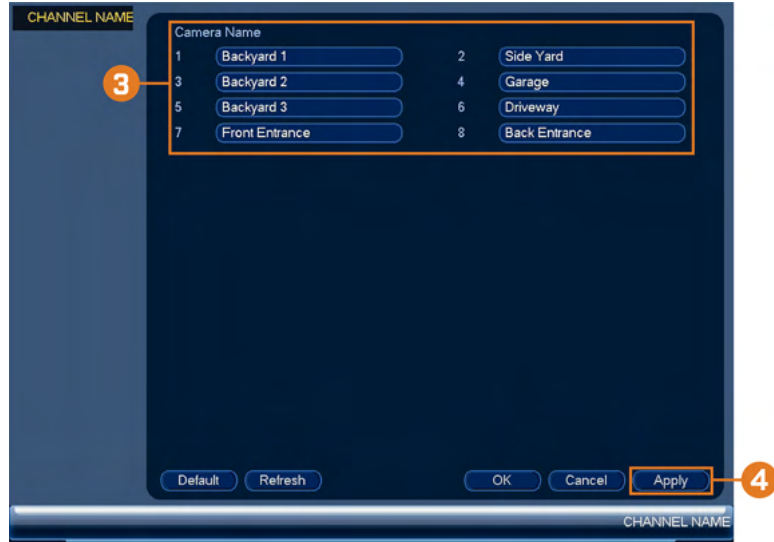 CHANNEL NAME
Camera Name
1 Backyard 1 2 Side Yard
3 3 Backyard 2 4 Garage
5 Backyard 3 6 Driveway
7 Front Entrance 8 Back Entrance
Default Refresh OK Cancel Apply 4
CHANNEL NAME